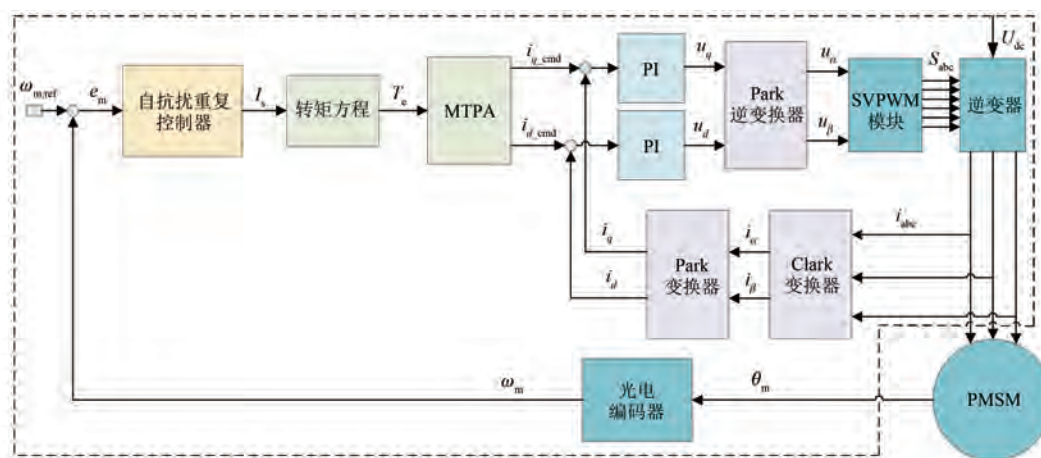 U_dc
i_q_cmd
u_q
u_α
S_abc
ω_m,ref
e_m
自抗扰重复
控制器
I_s
转矩方程
T_e
MTPA
PI
Park
逆变换器
SVPWM
模块
逆变器
i_d_cmd
PI
u_d
u_β
i_abc
i_q
i_α
Park
变换器
Clark
变换器
i_d
i_β
ω_m
光电
编码器
θ_m
PMSM